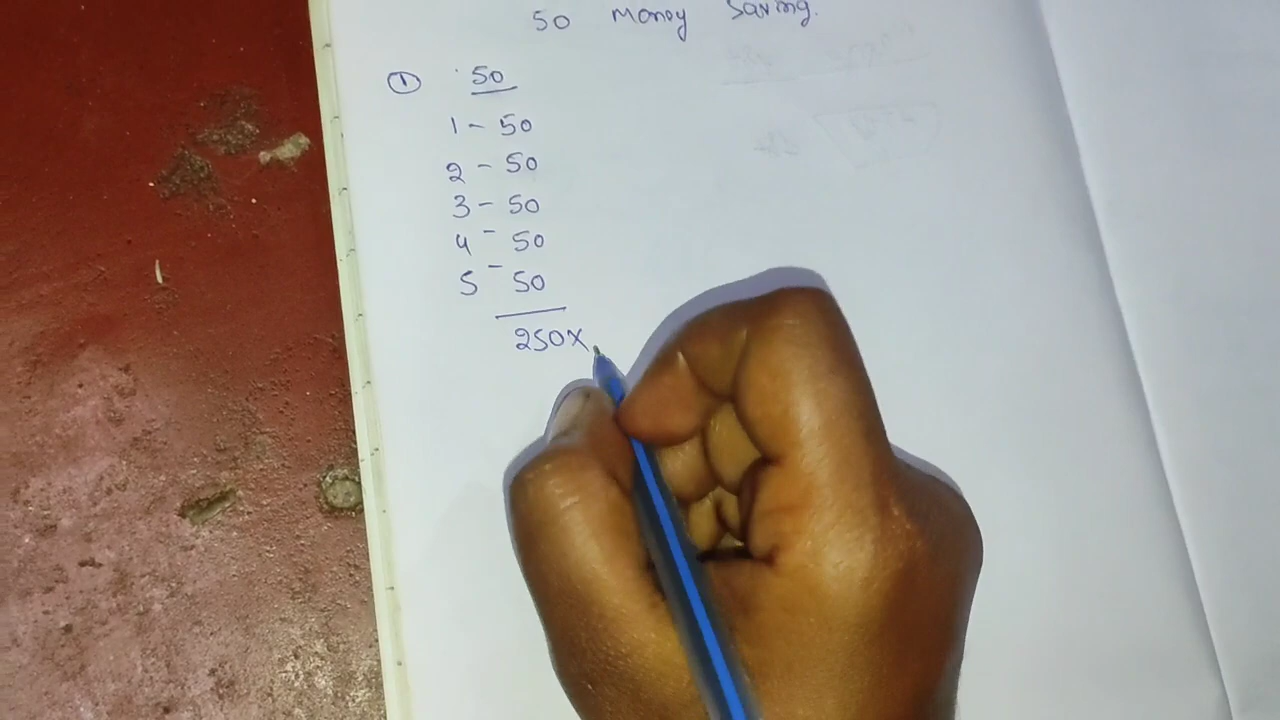 50 Money Saving.
① 50
1 - 50
2 - 50
3 - 50
4 - 50
5 - 50
250x